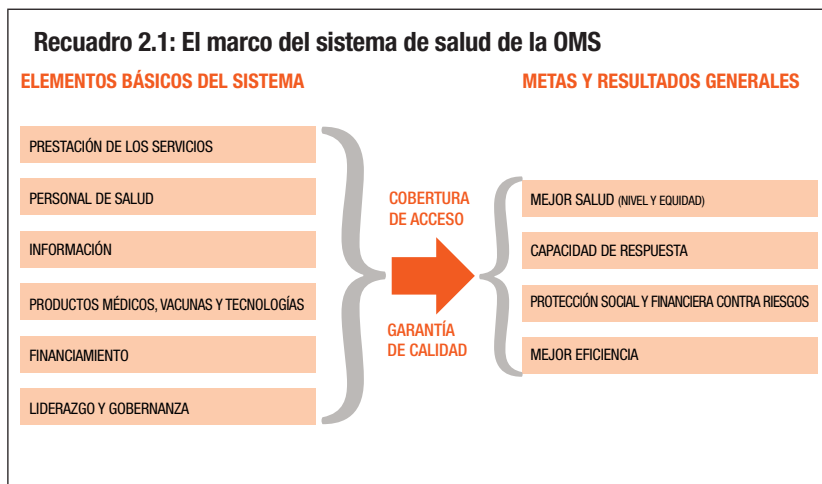 Recuadro 2.1: El marco del sistema de salud de la OMS
ELEMENTOS BÁSICOS DEL SISTEMA
METAS Y RESULTADOS GENERALES
PRESTACIÓN DE LOS SERVICIOS
PERSONAL DE SALUD
INFORMACIÓN
PRODUCTOS MÉDICOS, VACUNAS Y TECNOLOGÍAS
FINANCIAMIENTO
LIDERAZGO Y GOBERNANZA
COBERTURA
DE ACCESO
GARANTÍA
DE CALIDAD
MEJOR SALUD (NIVEL Y EQUIDAD)
CAPACIDAD DE RESPUESTA
PROTECCIÓN SOCIAL Y FINANCIERA CONTRA RIESGOS
MEJOR EFICIENCIA